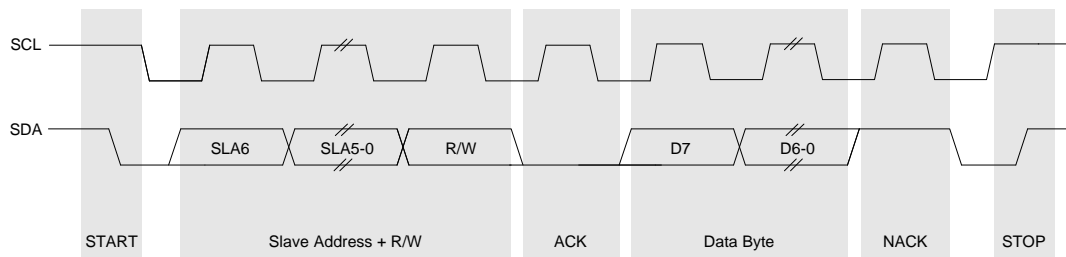 SCL
SDA
SLA6 SLA5-0 R/W D7 D6-0
START Slave Address + R/W ACK Data Byte NACK STOP